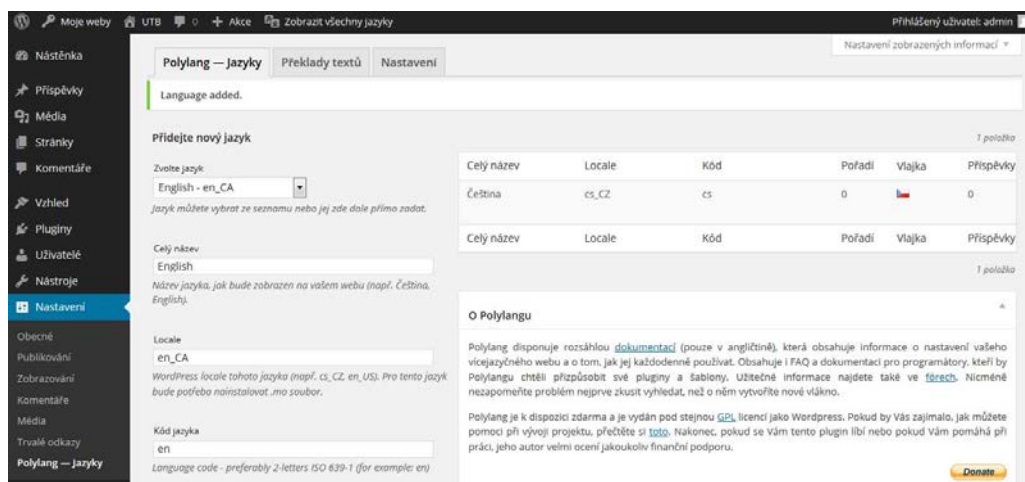 Moje weby UTB 0 + Akce Zobrazit všechny jazyky Přihlášený uživatel: admin
Nastavení zobrazených informací
Nástěnka
Příspěvky
Média
Stránky
Komentáře
Vzhled
Pluginy
Uživatelé
Nástroje
Nastavení
Obecné
Publikování
Zobrazování
Komentáře
Média
Trvalé odkazy
Polylang — Jazyky
Polylang — Jazyky Překlady textů Nastavení
Language added.
Přidejte nový jazyk
Zvolte jazyk
English - en_CA
Jazyk můžete vybrat ze seznamu nebo jej zde dole přímo zadat.
Celý název
English
Název jazyka, jak bude zobrazen na vašem webu (např. Čeština,
English).
Locale
en_CA
WordPress locale tohoto jazyka (např. cs_CZ, en_US). Pro tento jazyk
bude potřeba nainstalovat .mo soubor.
Kód jazyka
en
Language code - preferably 2-letters ISO 639-1 (for example: en)
1 položka
Celý název Locale Kód Pořadí Vlajka Příspěvky
Čeština cs_CZ cs 0 0
Celý název Locale Kód Pořadí Vlajka Příspěvky
1 položka
O Polylangu
Polylang disponuje rozsáhlou dokumentací (pouze v angličtině), která obsahuje informace o nastavení vašeho
vícejazyčného webu a o tom, jak jej každodenně používat. Obsahuje i FAQ a dokumentaci pro programátory, kteří by
Polylangu chtěli přizpůsobit své pluginy a šablony. Užitečné informace najdete také ve fórech. Nicméně
nezapomeňte problém nejprve zkusit vyhledat, než o něm vytvoříte nové vlákno.
Polylang je k dispozici zdarma a je vydán pod stejnou GPL licencí jako Wordpress. Pokud by Vás zajímalo, jak můžete
pomoci při vývoji projektu, přečtěte si toto. Nakonec, pokud se Vám tento plugin líbí nebo pokud Vám pomáhá při
práci, jeho autor velmi ocení jakoukoliv finanční podporu.
Donate